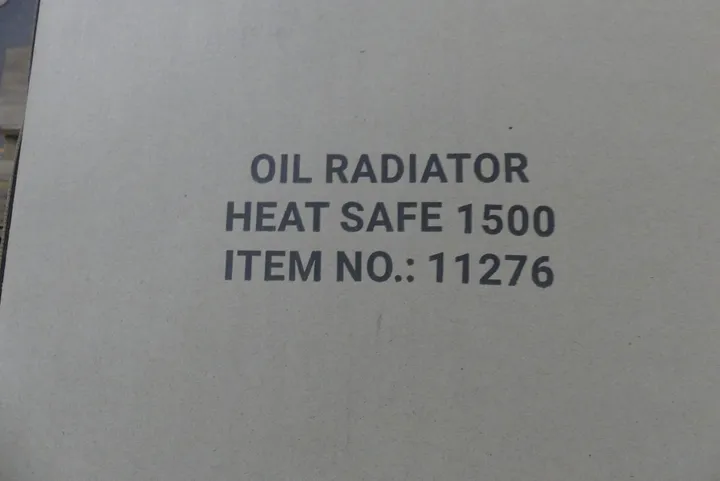 OIL RADIATOR
HEAT SAFE 1500
ITEM NO.: 11276